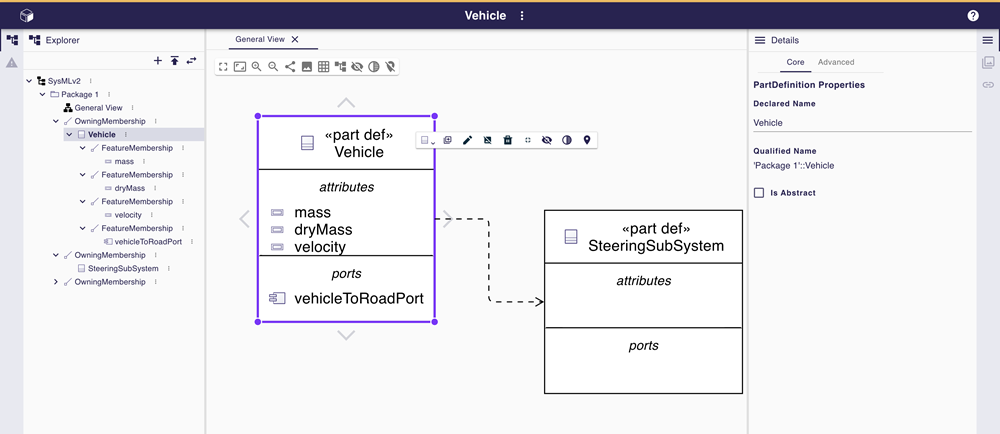 Vehicle
Explorer
SysMLv2
Package 1
General View
OwningMembership
Vehicle
FeatureMembership
mass
FeatureMembership
dryMass
FeatureMembership
velocity
FeatureMembership
vehicleToRoadPort
OwningMembership
SteeringSubSystem
OwningMembership
General View
«part def»
Vehicle
attributes
mass
dryMass
velocity
ports
vehicleToRoadPort
«part def»
SteeringSubSystem
attributes
ports
Details
Core Advanced
PartDefinition Properties
Declared Name
Vehicle
Qualified Name
'Package 1'::Vehicle
Is Abstract